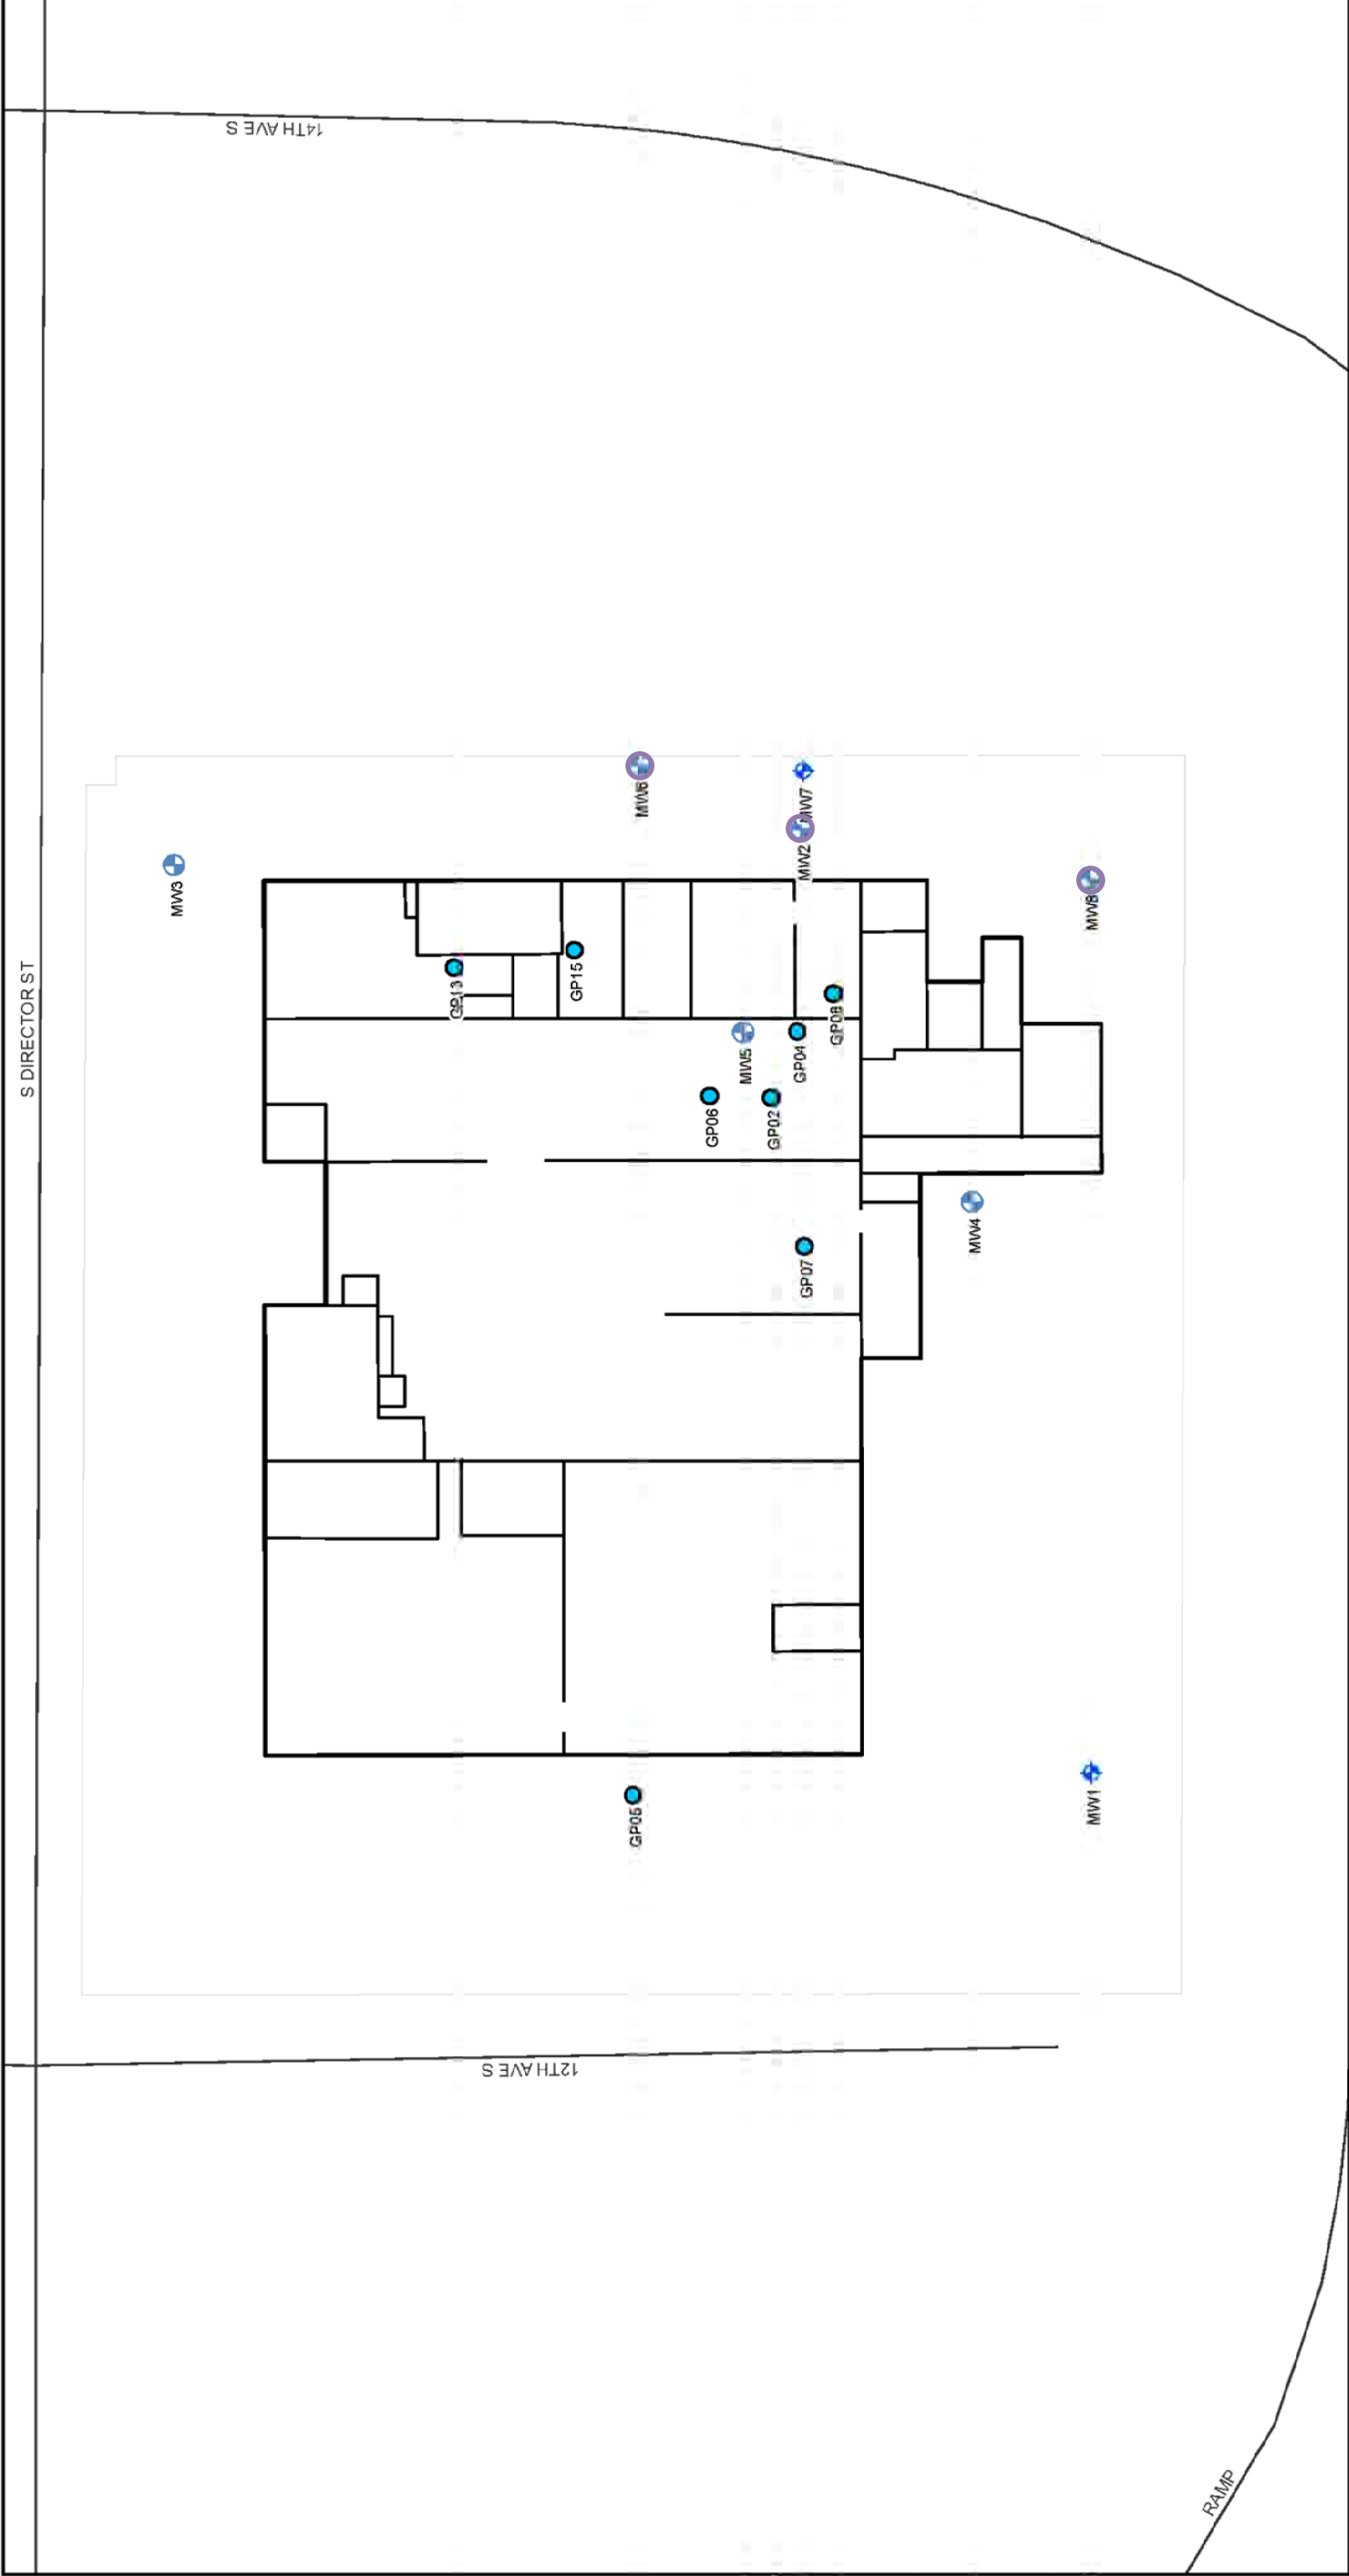 14TH AVE S
S DIRECTOR ST
MW6
MW7
MW2
MW3
MW8
GP15
GP13
GP08
MW5
GP04
GP06
GP02
MW4
GP07
GP05
MW1
12TH AVE S
RAMP